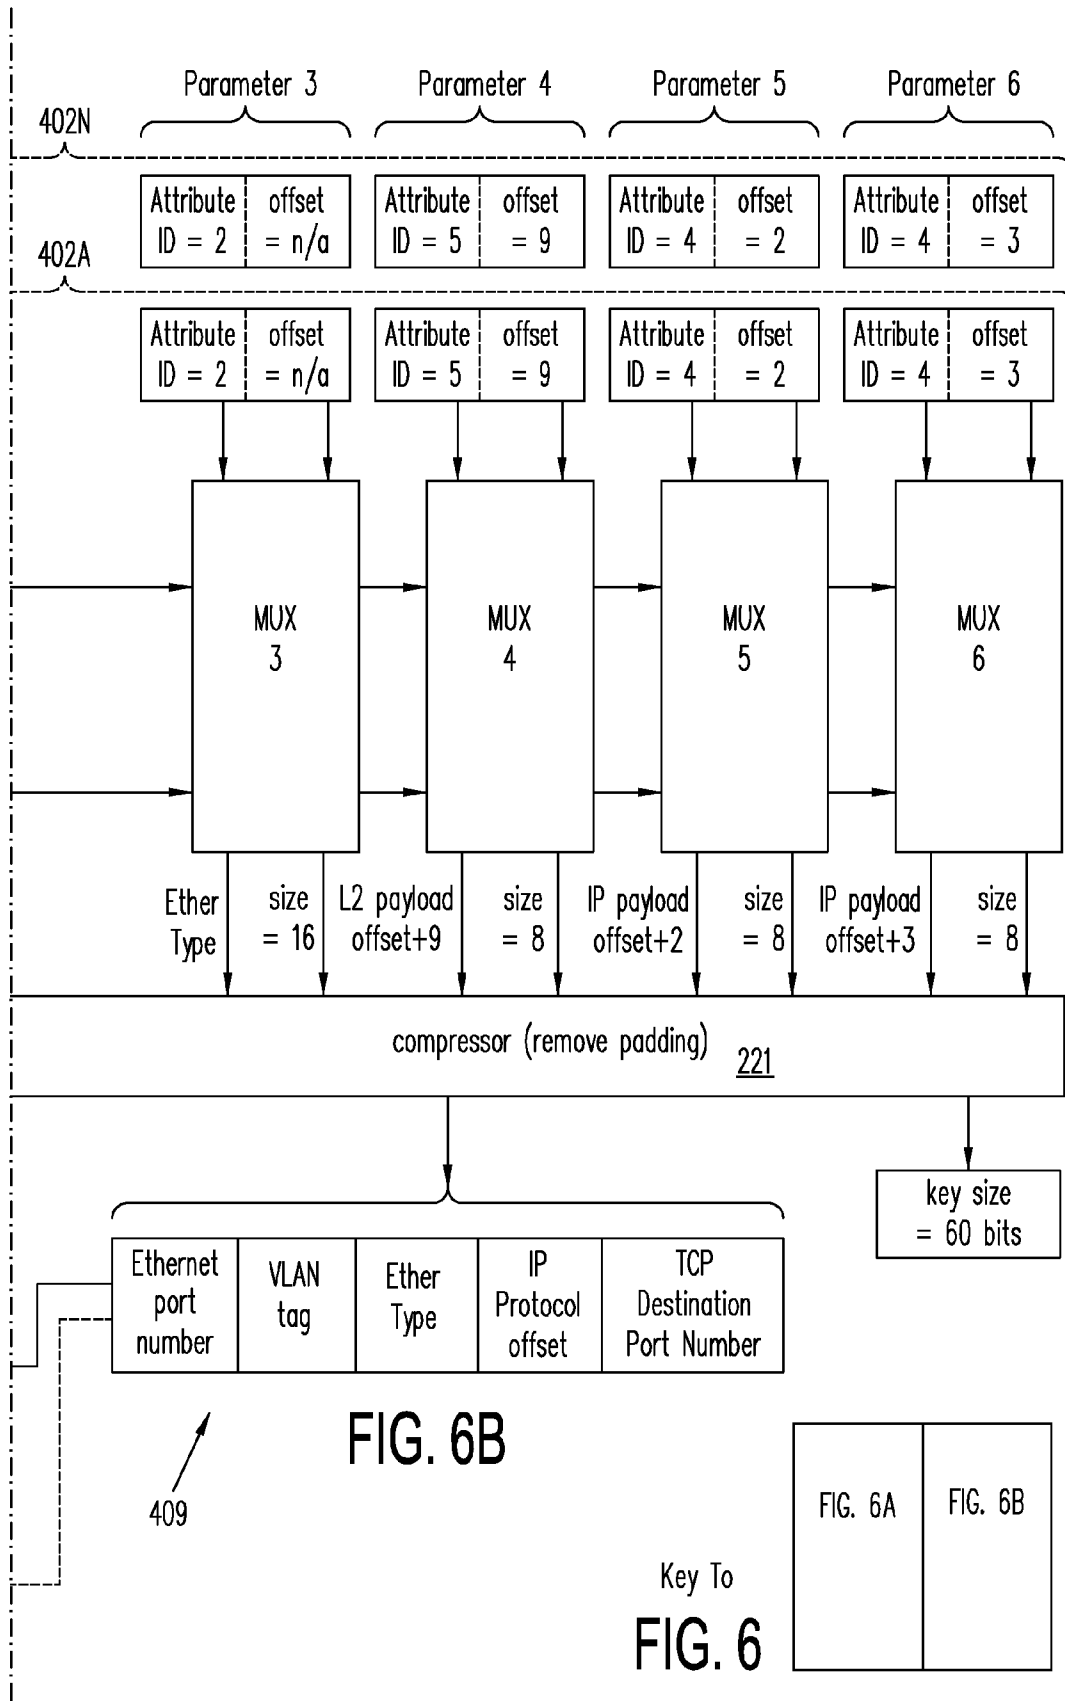 Parameter 3
Parameter 4
Parameter 5
Parameter 6
402N
Attribute ID = 2
offset = n/a
Attribute ID = 5
offset = 9
Attribute ID = 4
offset = 2
Attribute ID = 4
offset = 3
402A
Attribute ID = 2
offset = n/a
Attribute ID = 5
offset = 9
Attribute ID = 4
offset = 2
Attribute ID = 4
offset = 3
MUX 3
MUX 4
MUX 5
MUX 6
Ether Type
size = 16
L2 payload offset+9
size = 8
IP payload offset+2
size = 8
IP payload offset+3
size = 8
compressor (remove padding)
221
key size = 60 bits
Ethernet port number
VLAN tag
Ether Type
IP Protocol offset
TCP Destination Port Number
409
FIG. 6B
FIG. 6A
FIG. 6B
Key To
FIG. 6